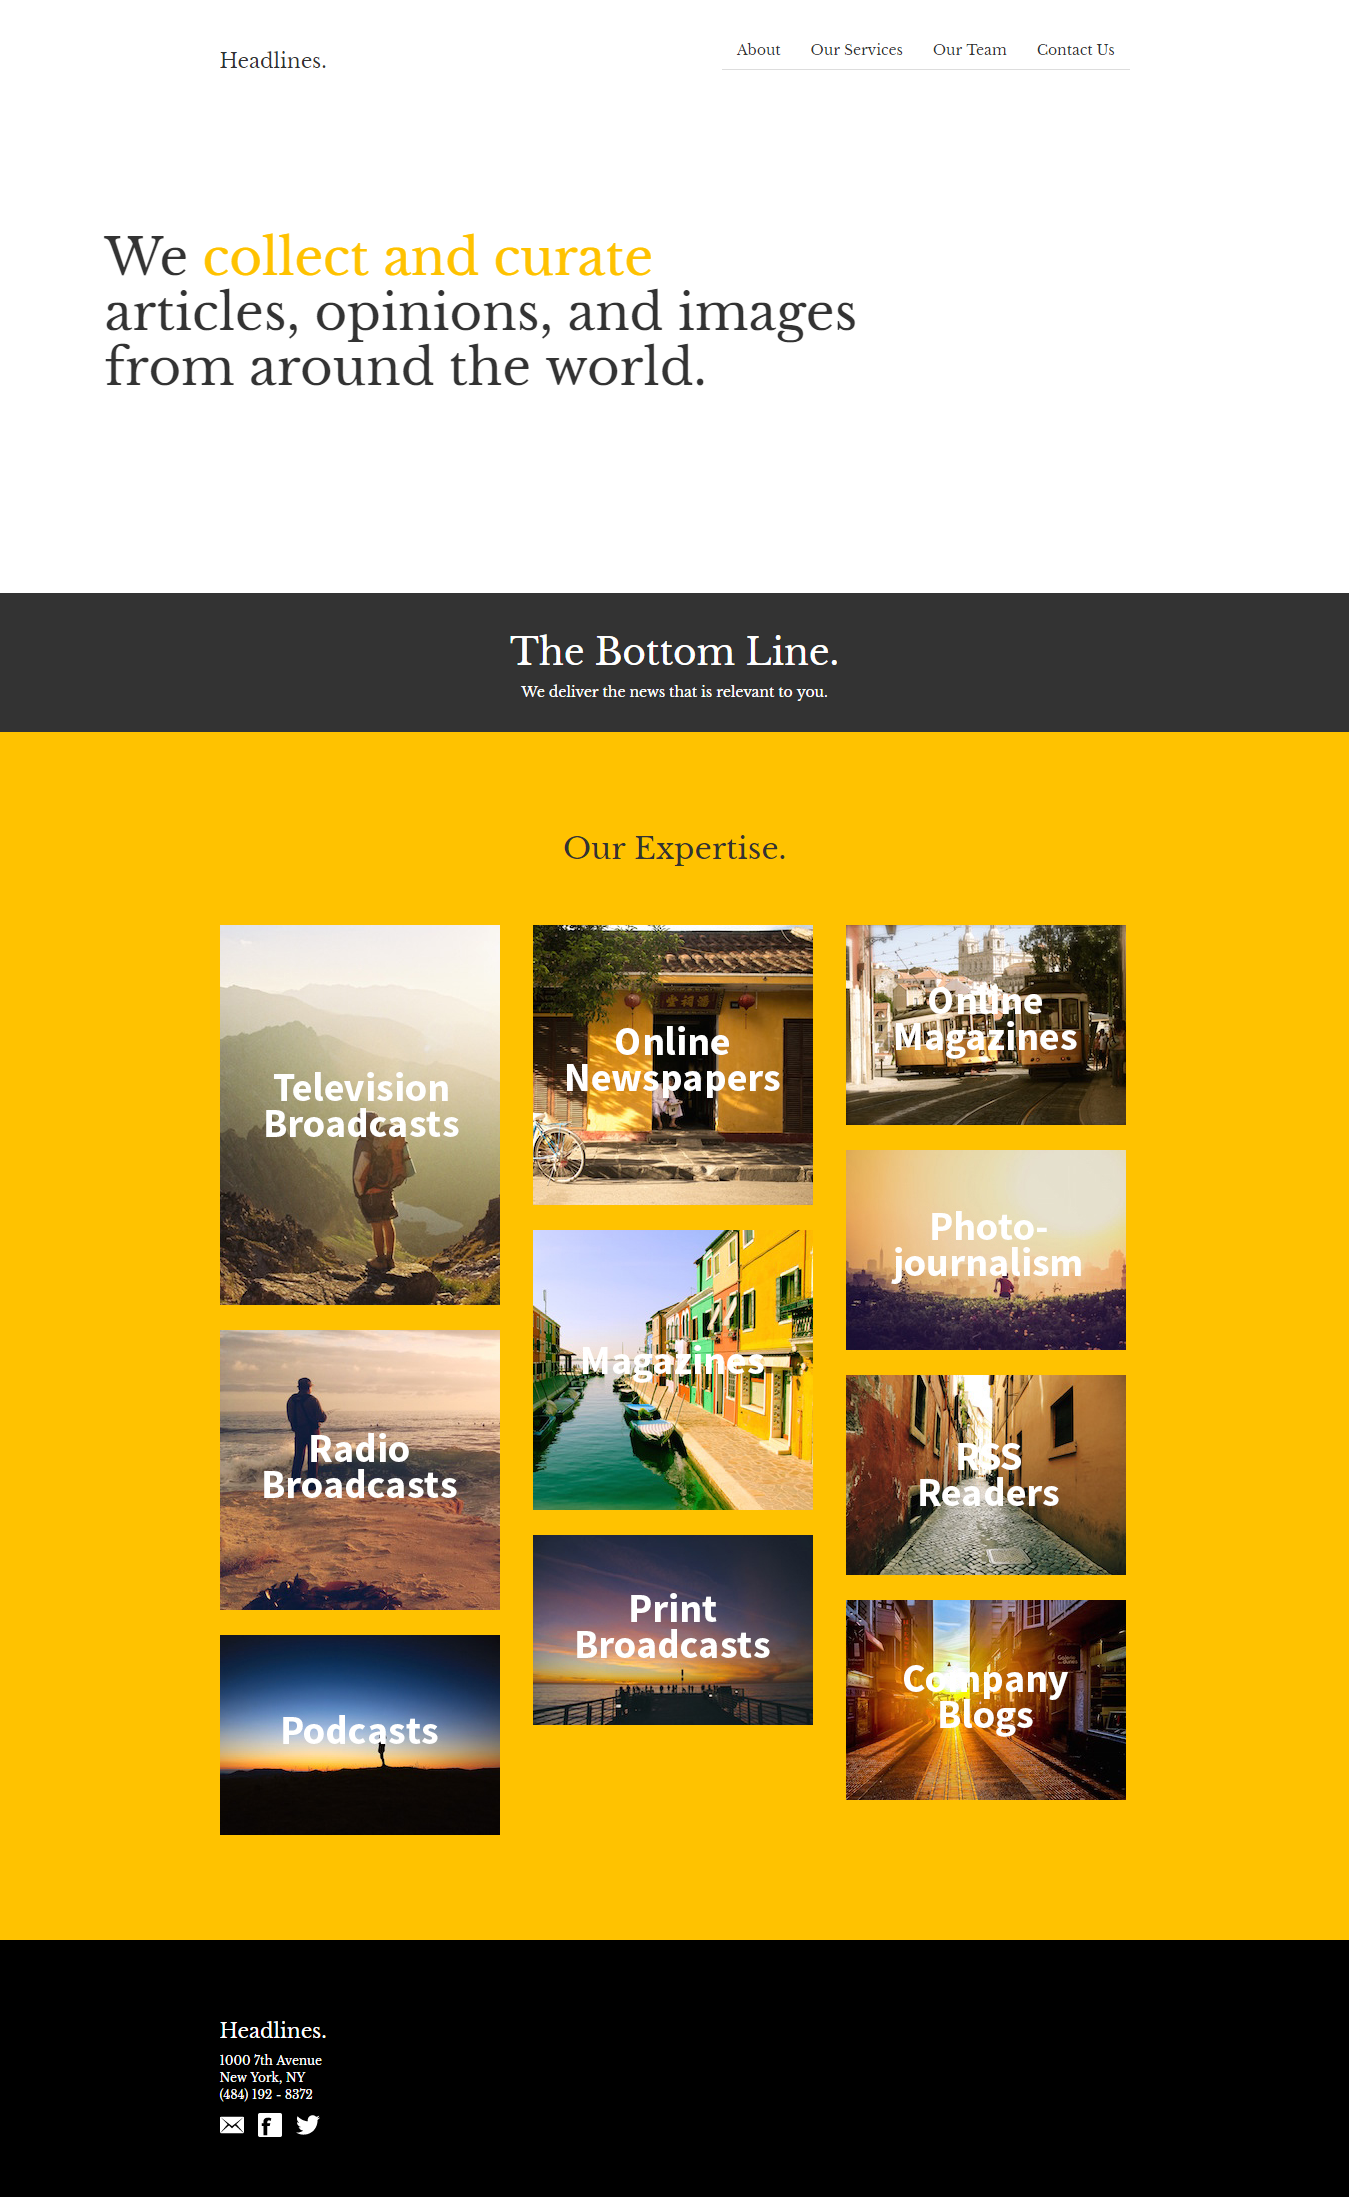 Headlines.
About
Our Services
Our Team
Contact Us
We collect and curate
articles, opinions, and images
from around the world.
The Bottom Line.
We deliver the news that is relevant to you.
Our Expertise.
Television
Broadcasts
Radio
Broadcasts
Podcasts
堂祠潘
Online
Newspapers
Magazines
Print
Broadcasts
Online
Magazines
Photo-
journalism
RSS
Readers
Company
Blogs
Headlines.
1000 7th Avenue
New York, NY
(484) 192 - 8372